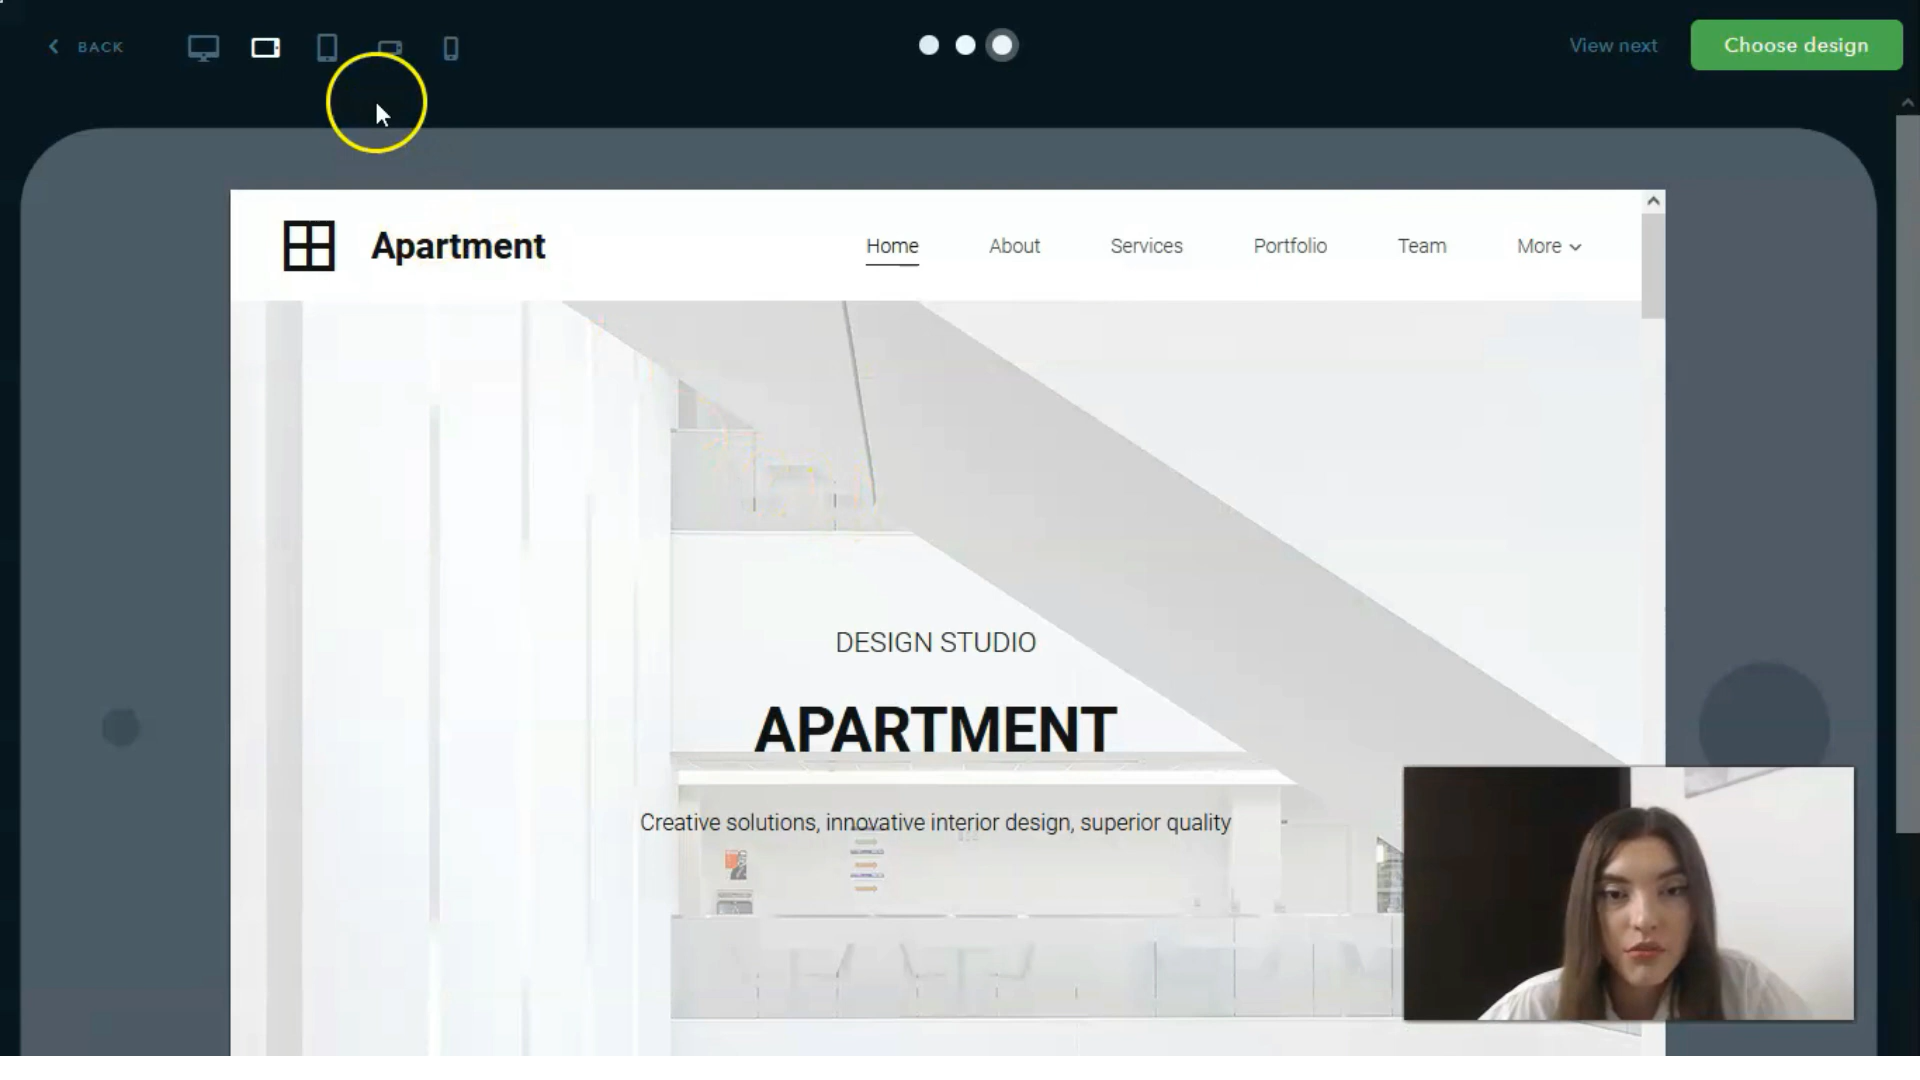 BACK
View next
Choose design
Apartment
Home
About
Services
Portfolio
Team
More
DESIGN STUDIO
APARTMENT
Creative solutions, innovative interior design, superior quality